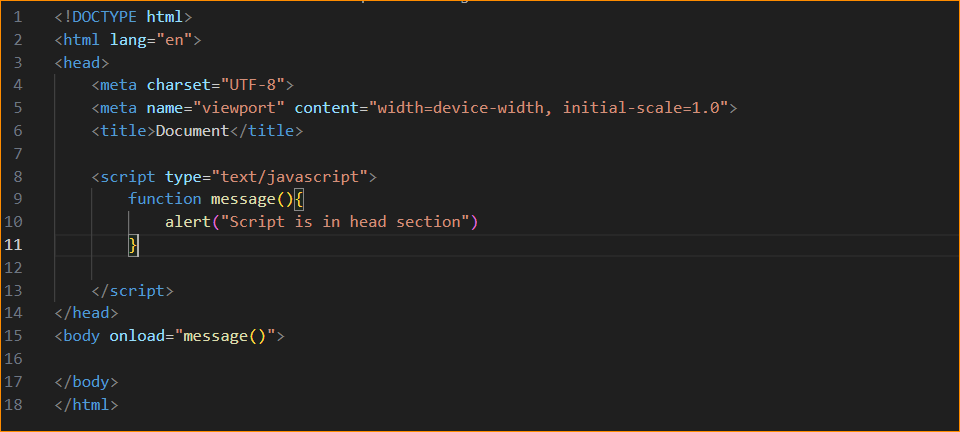 1 <!DOCTYPE html>
2 <html lang="en">
3 <head>
4     <meta charset="UTF-8">
5     <meta name="viewport" content="width=device-width, initial-scale=1.0">
6     <title>Document</title>
7
8     <script type="text/javascript">
9         function message(){
10             alert("Script is in head section")
11         }
12
13     </script>
14 </head>
15 <body onload="message()">
16
17 </body>
18 </html>